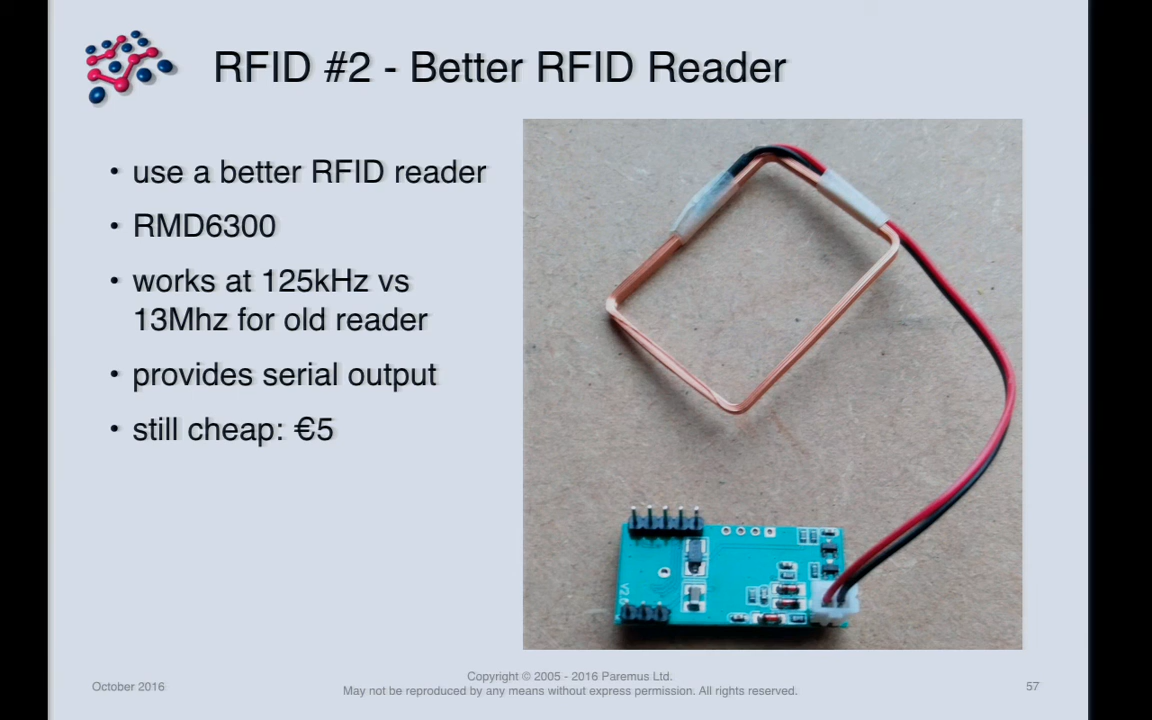 RFID #2 - Better RFID Reader
• use a better RFID reader
• RMD6300
• works at 125kHz vs
13Mhz for old reader
• provides serial output
• still cheap: €5
October 2016
Copyright © 2005 - 2016 Paremus Ltd.
May not be reproduced by any means without express permission. All rights reserved.
57